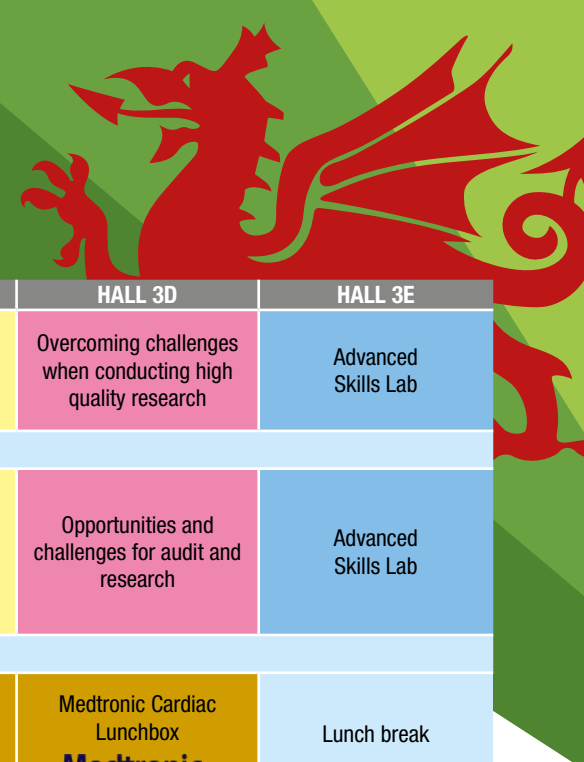 HALL 3D
HALL 3E
Overcoming challenges
when conducting high
quality research
Advanced
Skills Lab
Opportunities and
challenges for audit and
research
Advanced
Skills Lab
Medtronic Cardiac
Lunchbox
Medtronic
Lunch break